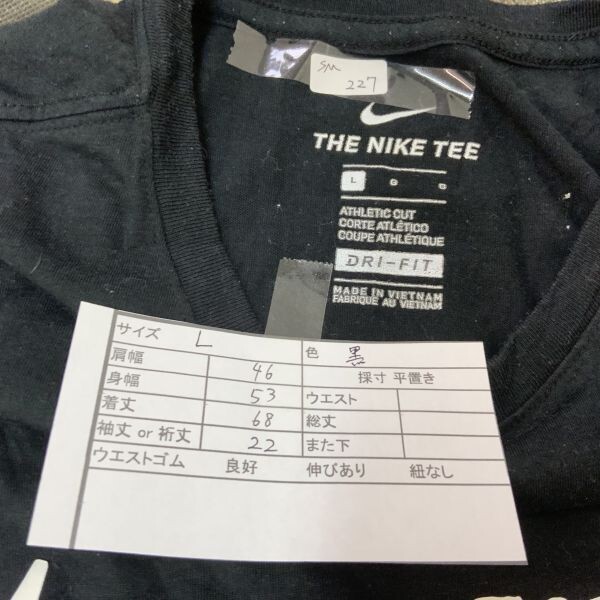 SM
227
THE NIKE TEE
L G G
ATHLETIC CUT
CORTE ATLÉTICO
COUPE ATHLÉTIQUE
DRI-FIT
MADE IN VIETNAM
FABRIQUÉ AU VIETNAM
サイズ L 色 黒
肩幅 46 採寸 平置き
身幅 53 ウエスト
着丈 68 総丈
袖丈 or 裄丈 22 また下
ウエストゴム 良好 伸びあり 紐なし